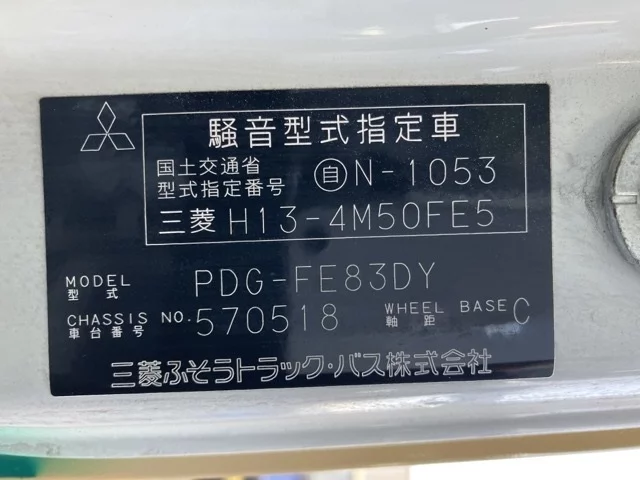 騒音型式指定車
国土交通省
型式指定番号 自N-1053
三菱 H13-4M50FE5
MODEL 型式 PDG-FE83DY
CHASSIS NO. 車台番号 570518 WHEEL BASE 軸距 C
三菱ふそうトラック・バス株式会社